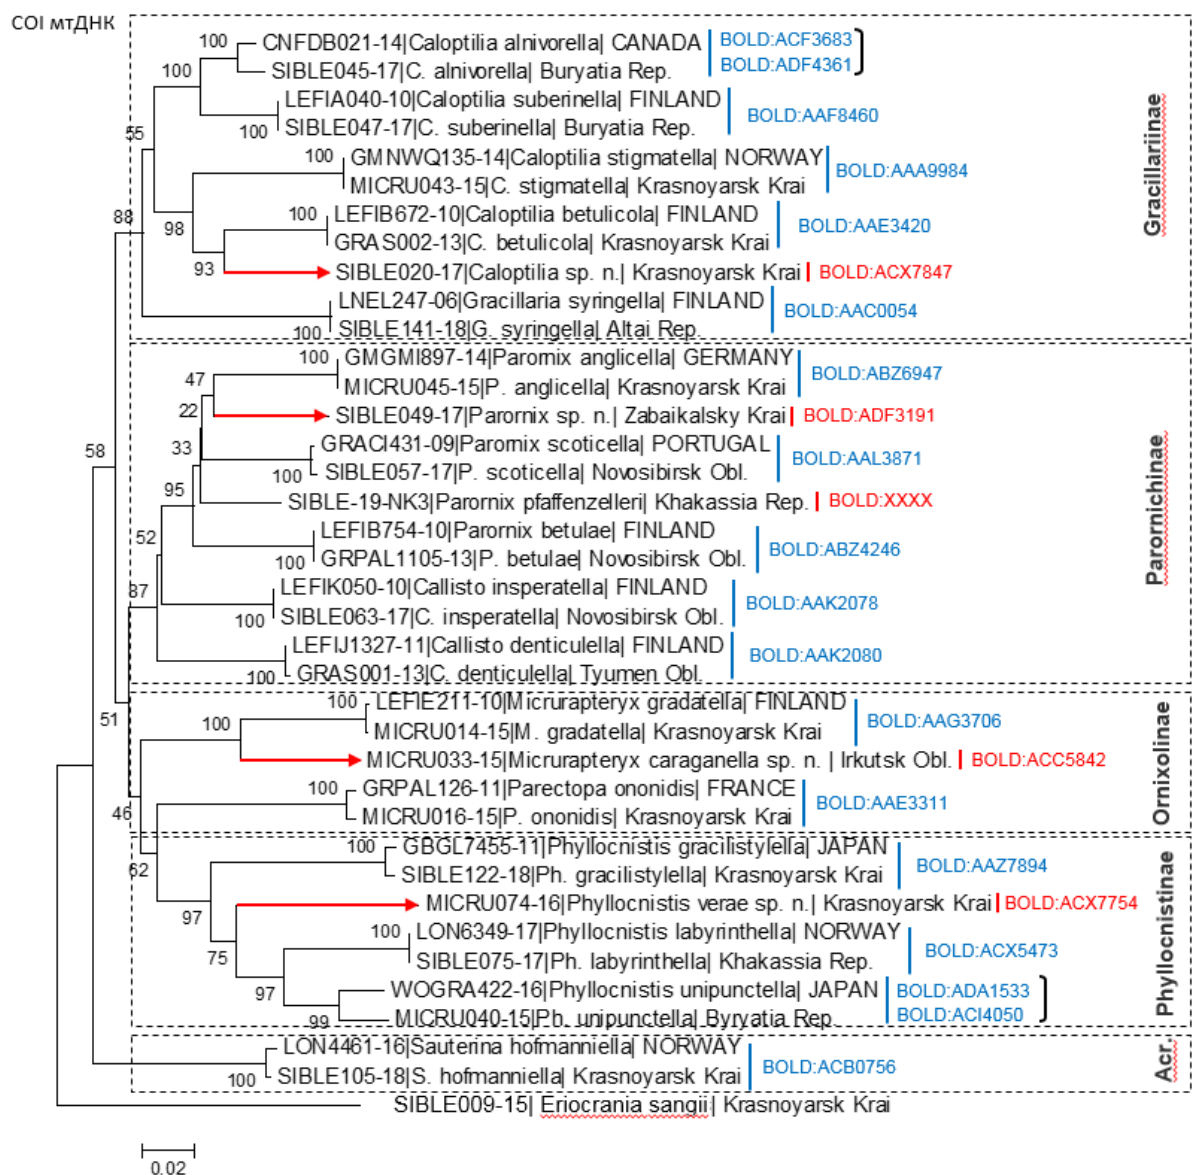 COI мтДНК
100
CNFDB021-14|Caloptilia alnivorella| CANADA
BOLD:ACF3683
SIBLE045-17|C. alnivorella| Buryatia Rep.
BOLD:ADF4361
100
LEFIA040-10|Caloptilia suberinella| FINLAND
100
SIBLE047-17|C. suberinella| Buryatia Rep.
BOLD:AAF8460
55
100
GMNWQ135-14|Caloptilia stigmatella| NORWAY
MICRU043-15|C. stigmatella| Krasnoyarsk Krai
BOLD:AAA9984
88
98
100
LEFIB672-10|Caloptilia betulicola| FINLAND
GRAS002-13|C. betulicola| Krasnoyarsk Krai
BOLD:AAE3420
93
SIBLE020-17|Caloptilia sp. n.| Krasnoyarsk Krai
BOLD:ACX7847
LNEL247-06|Gracillaria syringella| FINLAND
100
SIBLE141-18|G. syringella| Altai Rep.
BOLD:AAC0054
Gracillariinae
100
GMGMI897-14|Parornix anglicella| GERMANY
47
MICRU045-15|P. anglicella| Krasnoyarsk Krai
BOLD:ABZ6947
22
SIBLE049-17|Parornix sp. n.| Zabaikalsky Krai
BOLD:ADF3191
33
GRACI431-09|Parornix scoticella| PORTUGAL
100
SIBLE057-17|P. scoticella| Novosibirsk Obl.
BOLD:AAL3871
58
95
SIBLE-19-NK3|Parornix pfaffenzelleri| Khakassia Rep.
BOLD:XXXX
52
LEFIB754-10|Parornix betulae| FINLAND
100
GRPAL1105-13|P. betulae| Novosibirsk Obl.
BOLD:ABZ4246
87
LEFIK050-10|Callisto insperatella| FINLAND
100
SIBLE063-17|C. insperatella| Novosibirsk Obl.
BOLD:AAK2078
LEFIJ1327-11|Callisto denticulella| FINLAND
100
GRAS001-13|C. denticulella| Tyumen Obl.
BOLD:AAK2080
Parornichinae
51
100
LEFIE211-10|Micrurapteryx gradatella| FINLAND
100
MICRU014-15|M. gradatella| Krasnoyarsk Krai
BOLD:AAG3706
MICRU033-15|Micrurapteryx caraganella sp. n. | Irkutsk Obl.
BOLD:ACC5842
46
100
GRPAL126-11|Parectopa ononidis| FRANCE
MICRU016-15|P. ononidis| Krasnoyarsk Krai
BOLD:AAE3311
Ornixolinae
62
100
GBGL7455-11|Phyllocnistis gracilistylella| JAPAN
SIBLE122-18|Ph. gracilistylella| Krasnoyarsk Krai
BOLD:AAZ7894
97
MICRU074-16|Phyllocnistis verae sp. n.| Krasnoyarsk Krai
BOLD:ACX7754
75
100
LON6349-17|Phyllocnistis labyrinthella| NORWAY
SIBLE075-17|Ph. labyrinthella| Khakassia Rep.
BOLD:ACX5473
97
WOGRA422-16|Phyllocnistis unipunctella| JAPAN
BOLD:ADA1533
99
MICRU040-15|Ph. unipunctella| Byryatia Rep.
BOLD:ACI4050
Phyllocnistinae
LON4461-16|Sauterina hofmanniella| NORWAY
100
SIBLE105-18|S. hofmanniella| Krasnoyarsk Krai
BOLD:ACB0756
Acr.
SIBLE009-15| Eriocrania sangii| Krasnoyarsk Krai
0.02